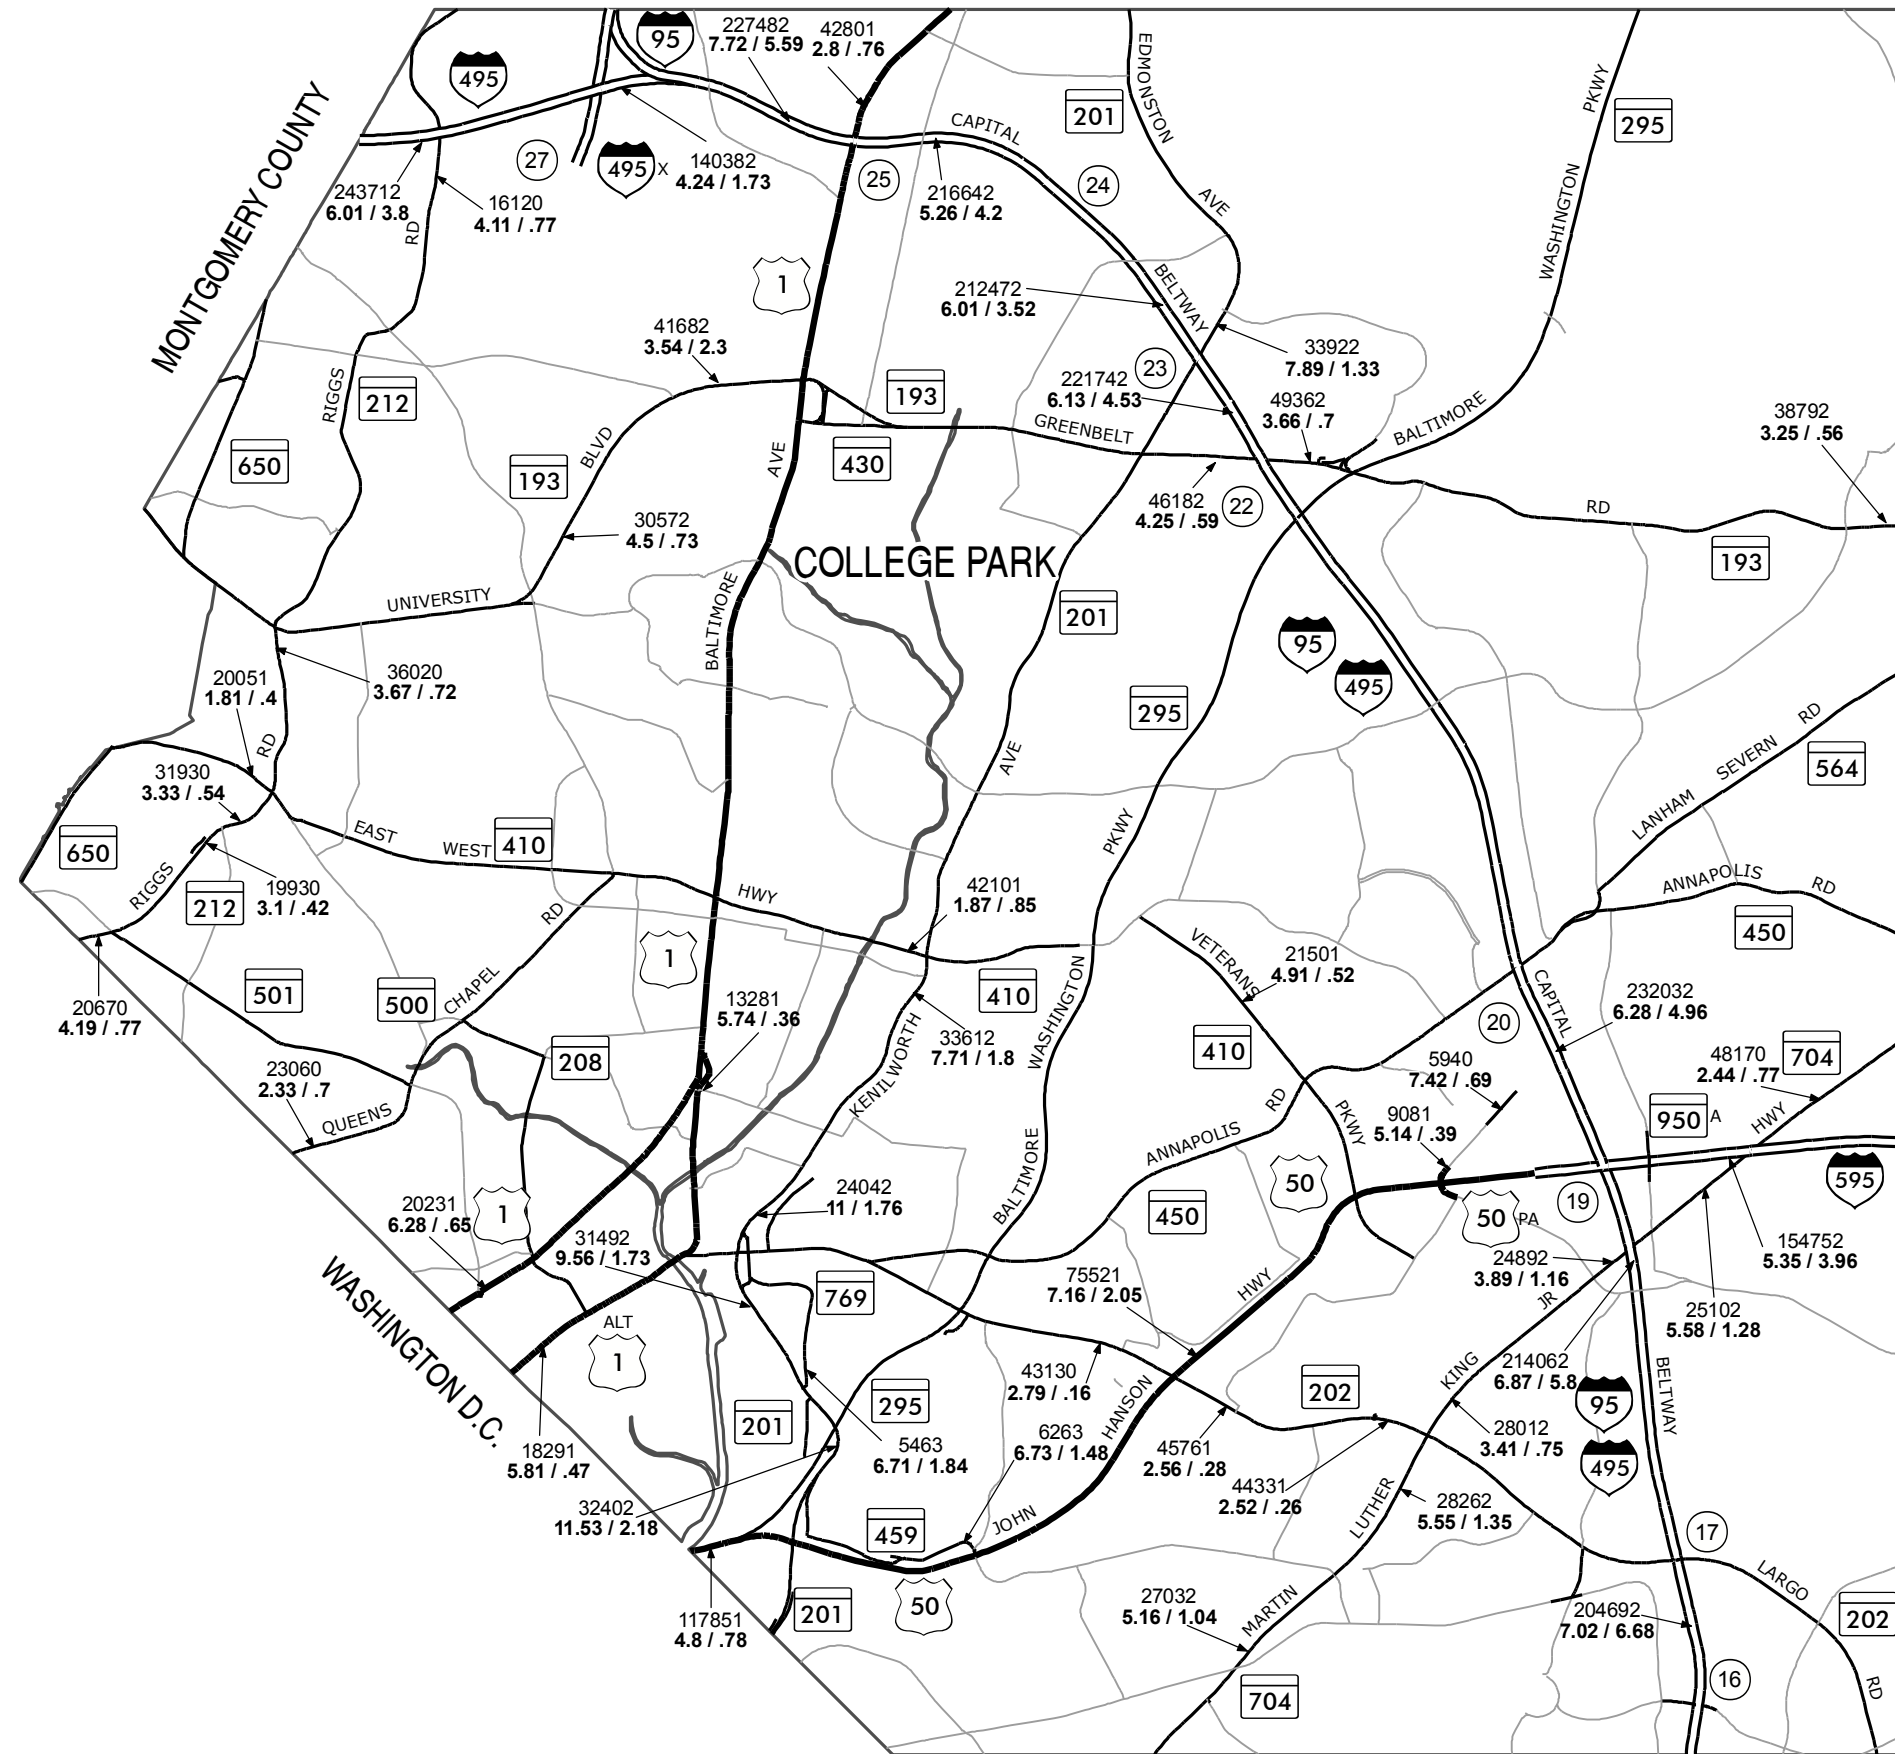 227482
7.72 / 5.59
42801
2.8 / .76
95
495
EDMONSTON
AVE
201
PKWY
WASHINGTON
295
CAPITAL
MONTGOMERY COUNTY
27
495 X
140382
4.24 / 1.73
25
24
243712
6.01 / 3.8
RD
16120
4.11 / .77
216642
5.26 / 4.2
1
212472
6.01 / 3.52
BELTWAY
41682
3.54 / 2.3
33922
7.89 / 1.33
23
221742
6.13 / 4.53
49362
3.66 / .7
RIGGS
212
193
GREENBELT
BALTIMORE
38792
3.25 / .56
650
193
BLVD
AVE
430
46182
4.25 / .59
22
RD
30572
4.5 / .73
COLLEGE PARK
193
UNIVERSITY
BALTIMORE
201
95
495
20051
1.81 / .4
36020
3.67 / .72
295
RD
AVE
LANHAM
SEVERN
RD
564
31930
3.33 / .54
650
EAST
WEST
410
PKWY
RIGGS
212
19930
3.1 / .42
RD
HWY
42101
1.87 / .85
ANNAPOLIS
RD
450
1
VETERANS
21501
4.91 / .52
20670
4.19 / .77
501
500
CHAPEL
13281
5.74 / .36
410
WASHINGTON
CAPITAL
232032
6.28 / 4.96
20
208
KENILWORTH
33612
7.71 / 1.8
410
5940
7.42 / .69
48170
2.44 / .77
704
23060
2.33 / .7
QUEENS
RD
PKWY
9081
5.14 / .39
950 A
HWY
ANNAPOLIS
BALTIMORE
50
595
20231
6.28 / .65
1
24042
11 / 1.76
450
50 PA
19
31492
9.56 / 1.73
24892
3.89 / 1.16
154752
5.35 / 3.96
WASHINGTON D.C.
769
75521
7.16 / 2.05
HWY
JR
25102
5.58 / 1.28
ALT
1
43130
2.79 / .16
202
KING
214062
6.87 / 5.8
95
BELTWAY
18291
5.81 / .47
201
295
5463
6.71 / 1.84
6263
6.73 / 1.48
HANSON
45761
2.56 / .28
28012
3.41 / .75
495
32402
11.53 / 2.18
44331
2.52 / .26
LUTHER
28262
5.55 / 1.35
459
JOHN
17
117851
4.8 / .78
201
50
27032
5.16 / 1.04
MARTIN
LARGO
204692
7.02 / 6.68
202
704
16
RD